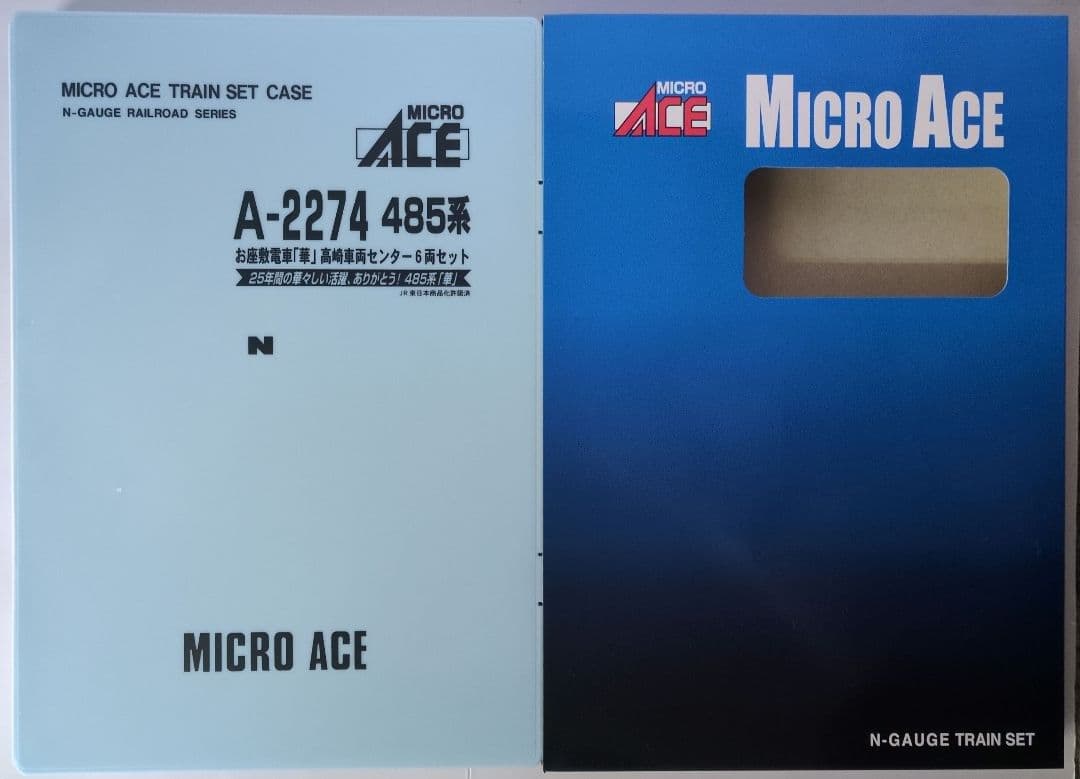 MICRO ACE TRAIN SET CASE
N-GAUGE RAILROAD SERIES
MICRO
ACE
A-2274 485系
お座敷電車「華」高崎車両センター6両セット
25年間の華々しい活躍、ありがとう! 485系「華」
JR東日本商品化許諾済
N
MICRO ACE
MICRO
ACE
MICRO ACE
N-GAUGE TRAIN SET